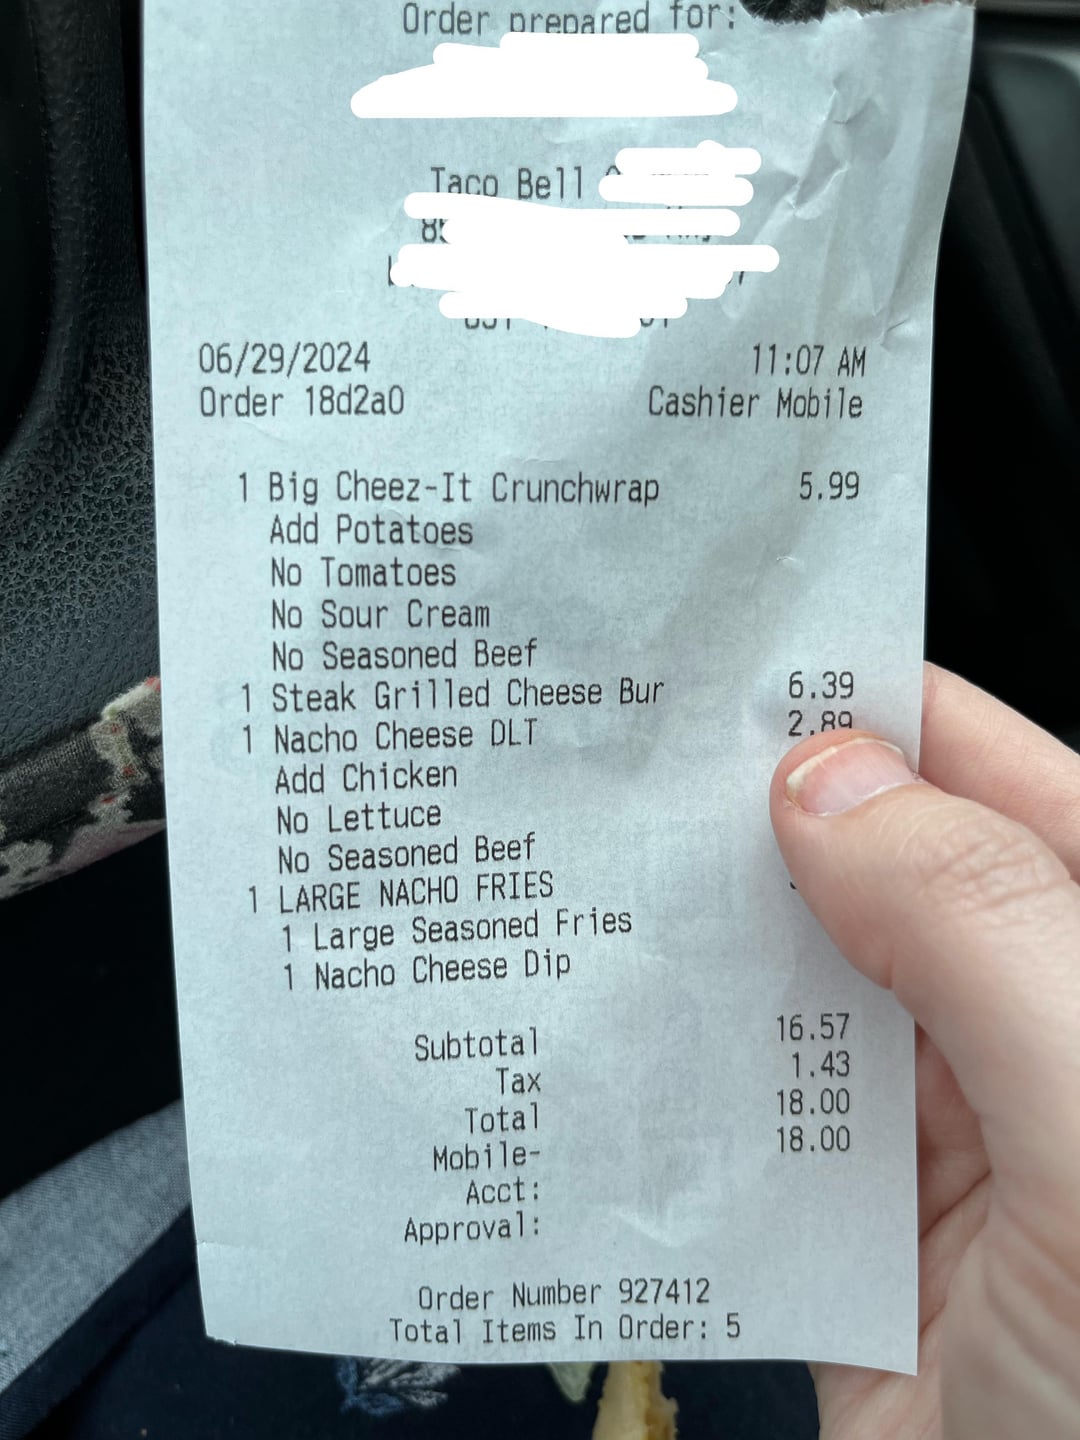 Order prepared for:
Taco Bell
06/29/2024 11:07 AM
Order 18d2a0 Cashier Mobile
1 Big Cheez-It Crunchwrap 5.99
Add Potatoes
No Tomatoes
No Sour Cream
No Seasoned Beef
1 Steak Grilled Cheese Bur 6.39
1 Nacho Cheese DLT 2.89
Add Chicken
No Lettuce
No Seasoned Beef
1 LARGE NACHO FRIES
1 Large Seasoned Fries
1 Nacho Cheese Dip
Subtotal 16.57
Tax 1.43
Total 18.00
Mobile- 18.00
Acct:
Approval:
Order Number 927412
Total Items In Order: 5